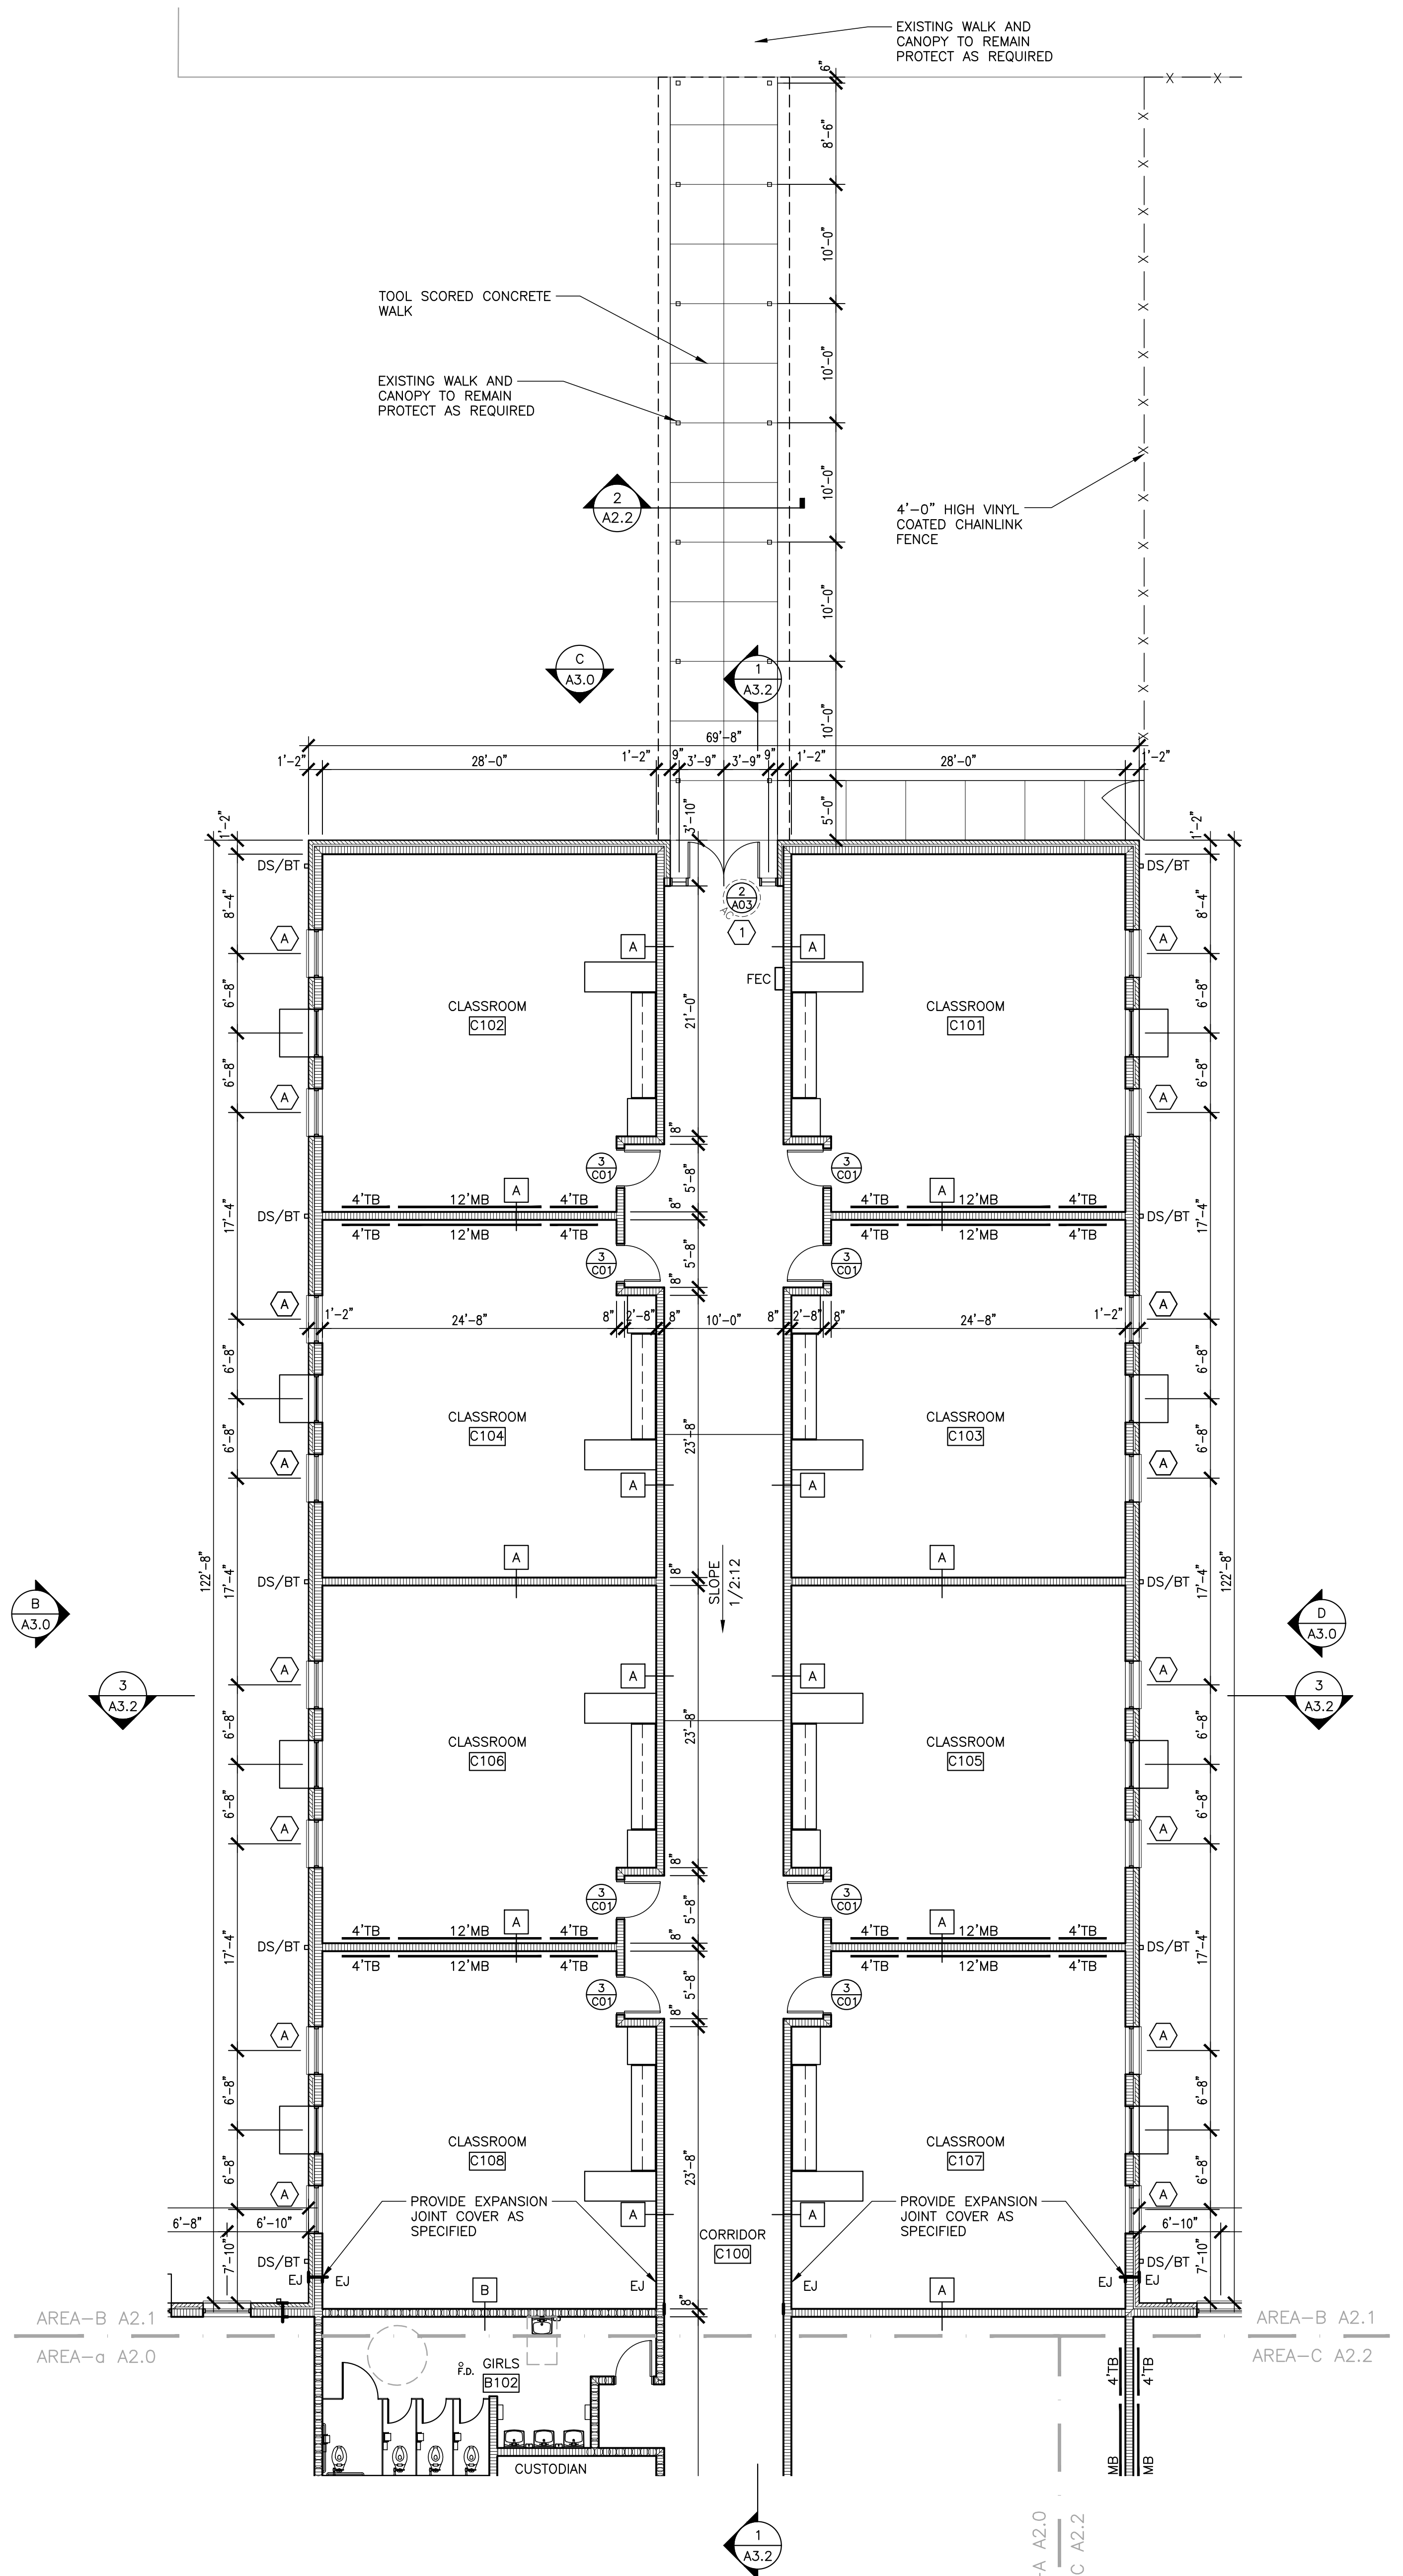 EXISTING WALK AND
CANOPY TO REMAIN
PROTECT AS REQUIRED
6"
8'-6"
10'-0"
TOOL SCORED CONCRETE
WALK
10'-0"
EXISTING WALK AND
CANOPY TO REMAIN
PROTECT AS REQUIRED
10'-0"
2
A2.2
4'-0" HIGH VINYL
COATED CHAINLINK
FENCE
10'-0"
C
A3.0
1
A3.2
10'-0"
69'-8"
1'-2" 28'-0" 1'-2" 9" 3'-9" 3'-9" 9" 1'-2" 28'-0" 1'-2"
1'-2" 3'-10" 5'-0" 1'-2"
DS/BT DS/BT
8'-4" 2 8'-4"
A03
AC
A A 1 A A
FEC
6'-8" CLASSROOM CLASSROOM 6'-8"
C102 21'-0" C101
6'-8" 6'-8"
A A
8" 8"
3 5'-8" 3
C01 C01
A A
4'TB 12'MB 4'TB 8" 4'TB 12'MB 4'TB
DS/BT 17'-4" 17'-4" DS/BT
4'TB 12'MB 4'TB 4'TB 12'MB 4'TB
3 5'-8" 3
C01 8" C01
A A
1'-2" 24'-8" 8" 2'-8" 8" 10'-0" 8" 2'-8" 8" 24'-8" 1'-2"
6'-8" 6'-8"
CLASSROOM CLASSROOM
C104 23'-8" C103
6'-8" 6'-8"
A A A A
A A
122'-8" DS/BT 17'-4" 8" SLOPE 17'-4" DS/BT 122'-8"
1/2:12
B D
A3.0 A3.0
A A A A
3 3
A3.2 A3.2
6'-8" CLASSROOM 23'-8" CLASSROOM 6'-8"
C106 C105
6'-8" 6'-8"
A A
8"
3 5'-8" 3
C01 C01
A A
4'TB 12'MB 4'TB 8" 4'TB 12'MB 4'TB
DS/BT 17'-4" 17'-4" DS/BT
4'TB 12'MB 4'TB 4'TB 12'MB 4'TB
3 5'-8" 3
C01 8" C01
A A
6'-8" 6'-8"
CLASSROOM CLASSROOM
C108 C107
6'-8" 23'-8" 6'-8"
A A
PROVIDE EXPANSION
JOINT COVER AS
SPECIFIED
PROVIDE EXPANSION
JOINT COVER AS
SPECIFIED
A A
6'-8" 6'-10" 6'-10"
CORRIDOR
C100
7'-10" DS/BT DS/BT 7'-10"
EJ EJ EJ EJ EJ EJ
B 8" A
AREA-B A2.1 AREA-B A2.1
AREA-a A2.0 AREA-C A2.2
F.D. GIRLS
B102
4'TB 4'TB
MB MB
CUSTODIAN
1
A3.2
-A A2.0
C A2.2